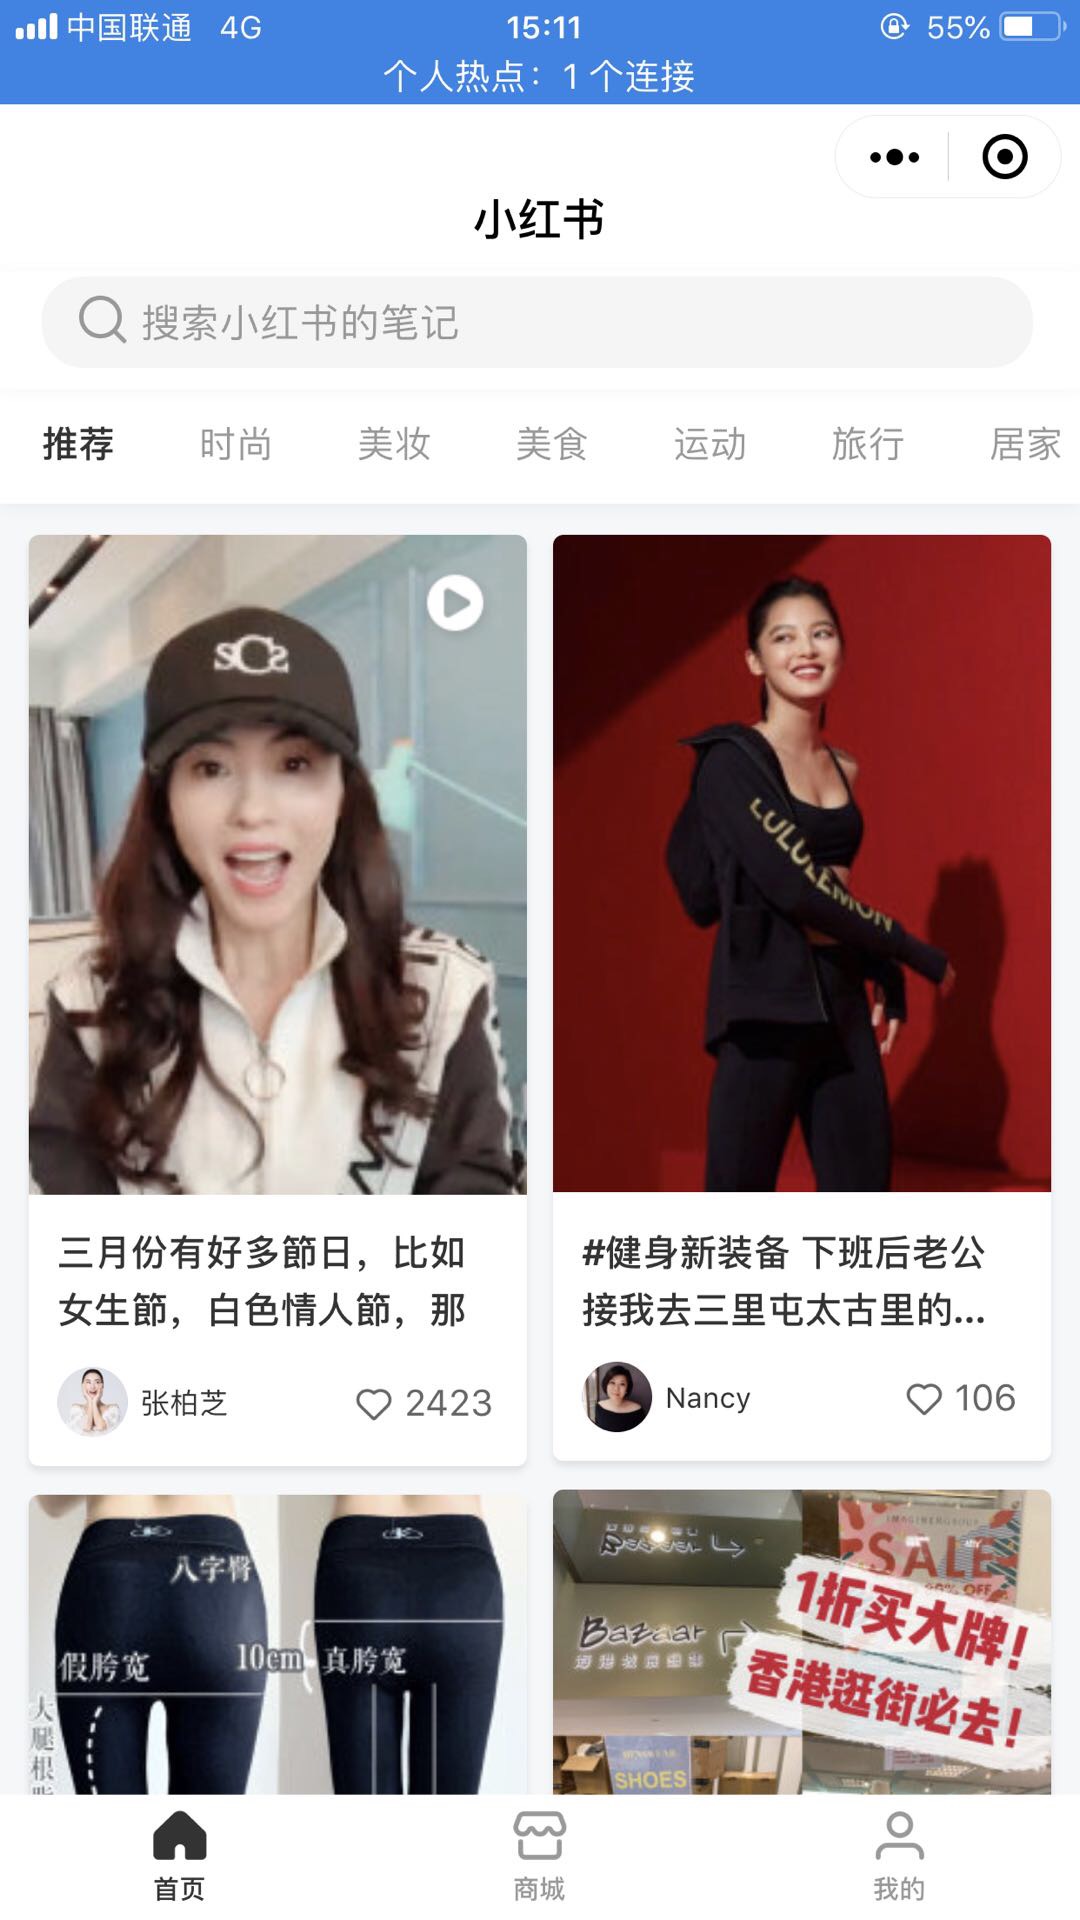 中国联通 4G 15:11 55%
个人热点：1 个连接
小红书
搜索小红书的笔记
推荐 时尚 美妆 美食 运动 旅行 居家
SCS
LULULEMON
三月份有好多節日，比如
女生節，白色情人節，那
张柏芝 2423
#健身新装备 下班后老公
接我去三里屯太古里的...
Nancy 106
八字臀
假胯宽
10cm
真胯宽
大腿根
IMAGINEXGROUP
SALE
% OFF
1折买大牌！
香港逛街必去！
Bazaar
SHOES
首页 商城 我的